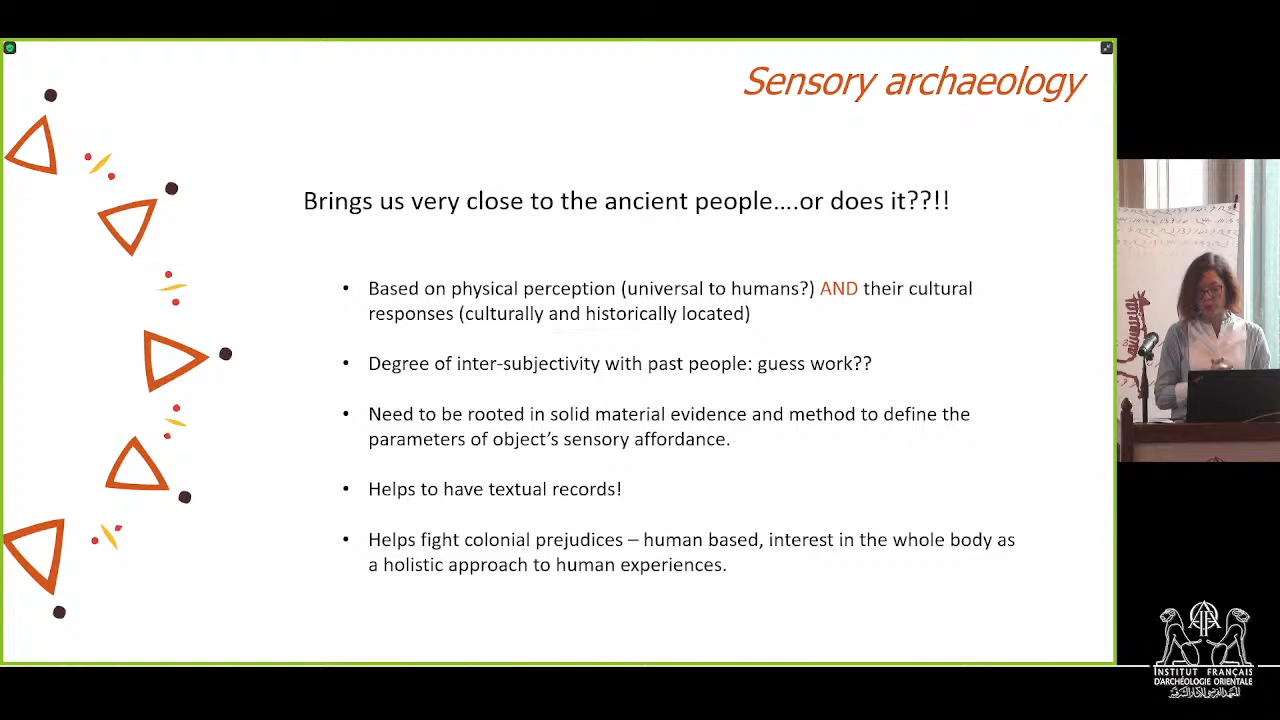 Sensory archaeology
Brings us very close to the ancient people....or does it??!!
• Based on physical perception (universal to humans?) AND their cultural
responses (culturally and historically located)
• Degree of inter-subjectivity with past people: guess work??
• Need to be rooted in solid material evidence and method to define the
parameters of object's sensory affordance.
• Helps to have textual records!
• Helps fight colonial prejudices – human based, interest in the whole body as
a holistic approach to human experiences.
INSTITUT FRANÇAIS
D'ARCHÉOLOGIE ORIENTALE